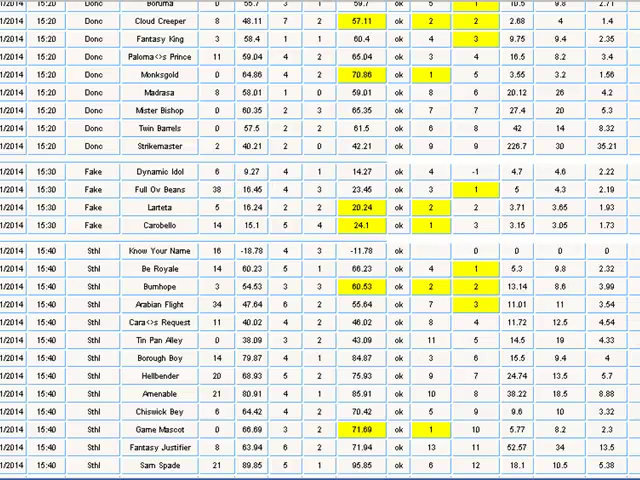 1/2014 15:20 Donc Boruma 0 55.7 3 1 59.7 ok 5 1 10.5 9.8 2.71
1/2014 15:20 Donc Cloud Creeper 8 48.11 7 2 57.11 ok 2 2 2.68 4 1.4
1/2014 15:20 Donc Fantasy King 3 58.4 1 1 60.4 ok 4 3 9.75 9.4 2.35
1/2014 15:20 Donc Paloma<>s Prince 11 59.04 4 2 65.04 ok 3 4 16.5 8.2 3.4
1/2014 15:20 Donc Monksgold 0 64.86 4 2 70.86 ok 1 5 3.55 3.2 1.56
1/2014 15:20 Donc Madrasa 8 58.01 1 0 59.01 ok 8 6 20.12 26 4.2
1/2014 15:20 Donc Mister Bishop 0 60.35 2 3 65.35 ok 7 7 27.4 20 5.3
1/2014 15:20 Donc Twin Barrels 0 57.5 2 2 61.5 ok 6 8 42 14 8.32
1/2014 15:20 Donc Strikemaster 2 40.21 2 0 42.21 ok 9 9 226.7 30 35.21
1/2014 15:30 Fake Dynamic Idol 6 9.27 4 1 14.27 ok 4 -1 4.7 4.6 2.22
1/2014 15:30 Fake Full Ov Beans 38 16.45 4 3 23.45 ok 3 1 5 4.3 2.19
1/2014 15:30 Fake Larteta 5 16.24 2 2 20.24 ok 2 2 3.71 3.65 1.93
1/2014 15:30 Fake Carobello 14 15.1 5 4 24.1 ok 1 3 3.15 3.05 1.73
1/2014 15:40 Sthl Know Your Name 16 -18.78 4 3 -11.78 ok 0 0 0 0
1/2014 15:40 Sthl Be Royale 14 60.23 5 1 66.23 ok 4 1 5.3 9.8 2.32
1/2014 15:40 Sthl Burnhope 3 54.53 3 3 60.53 ok 2 2 13.14 8.6 3.99
1/2014 15:40 Sthl Arabian Flight 34 47.64 6 2 55.64 ok 7 3 11.01 11 3.54
1/2014 15:40 Sthl Cara<>s Request 11 40.02 4 2 46.02 ok 8 4 11.72 12.5 4.54
1/2014 15:40 Sthl Tin Pan Alley 0 38.09 3 2 43.09 ok 11 5 14.5 19 4.33
1/2014 15:40 Sthl Borough Boy 14 79.87 4 1 84.87 ok 3 6 15.5 9.4 4
1/2014 15:40 Sthl Hellbender 20 68.93 5 2 75.93 ok 9 7 24.74 13.5 5.7
1/2014 15:40 Sthl Amenable 21 80.91 4 1 85.91 ok 10 8 38.22 18.5 8.88
1/2014 15:40 Sthl Chiswick Bey 6 64.42 4 2 70.42 ok 5 9 9.6 10 3.32
1/2014 15:40 Sthl Game Mascot 0 66.69 3 2 71.69 ok 1 10 5.77 8.2 2.3
1/2014 15:40 Sthl Fantasy Justifier 8 63.94 6 2 71.94 ok 13 11 52.57 34 13.5
1/2014 15:40 Sthl Sam Spade 21 89.85 5 1 95.85 ok 6 12 18.1 10.5 5.38